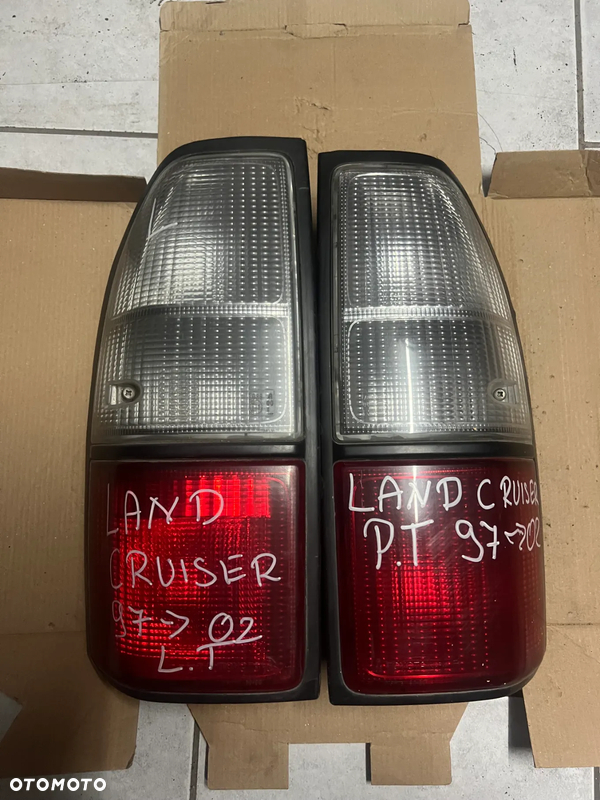 LAND
CRUISER
97 -> 02
L.T
LAND CRUISER
P.T 97->02
OTOMOTO